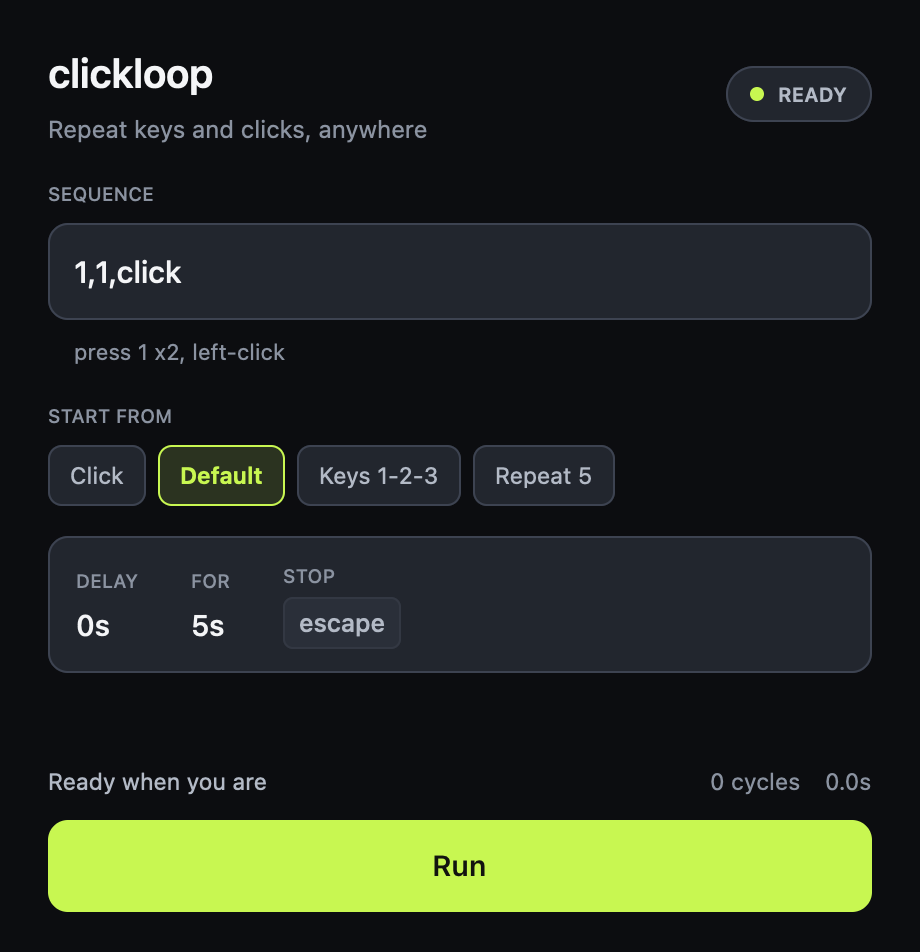 clickloop
READY
Repeat keys and clicks, anywhere
SEQUENCE
1,1,click
press 1 x2, left-click
START FROM
Click Default Keys 1-2-3 Repeat 5
DELAY FOR STOP
0s 5s escape
Ready when you are 0 cycles 0.0s
Run